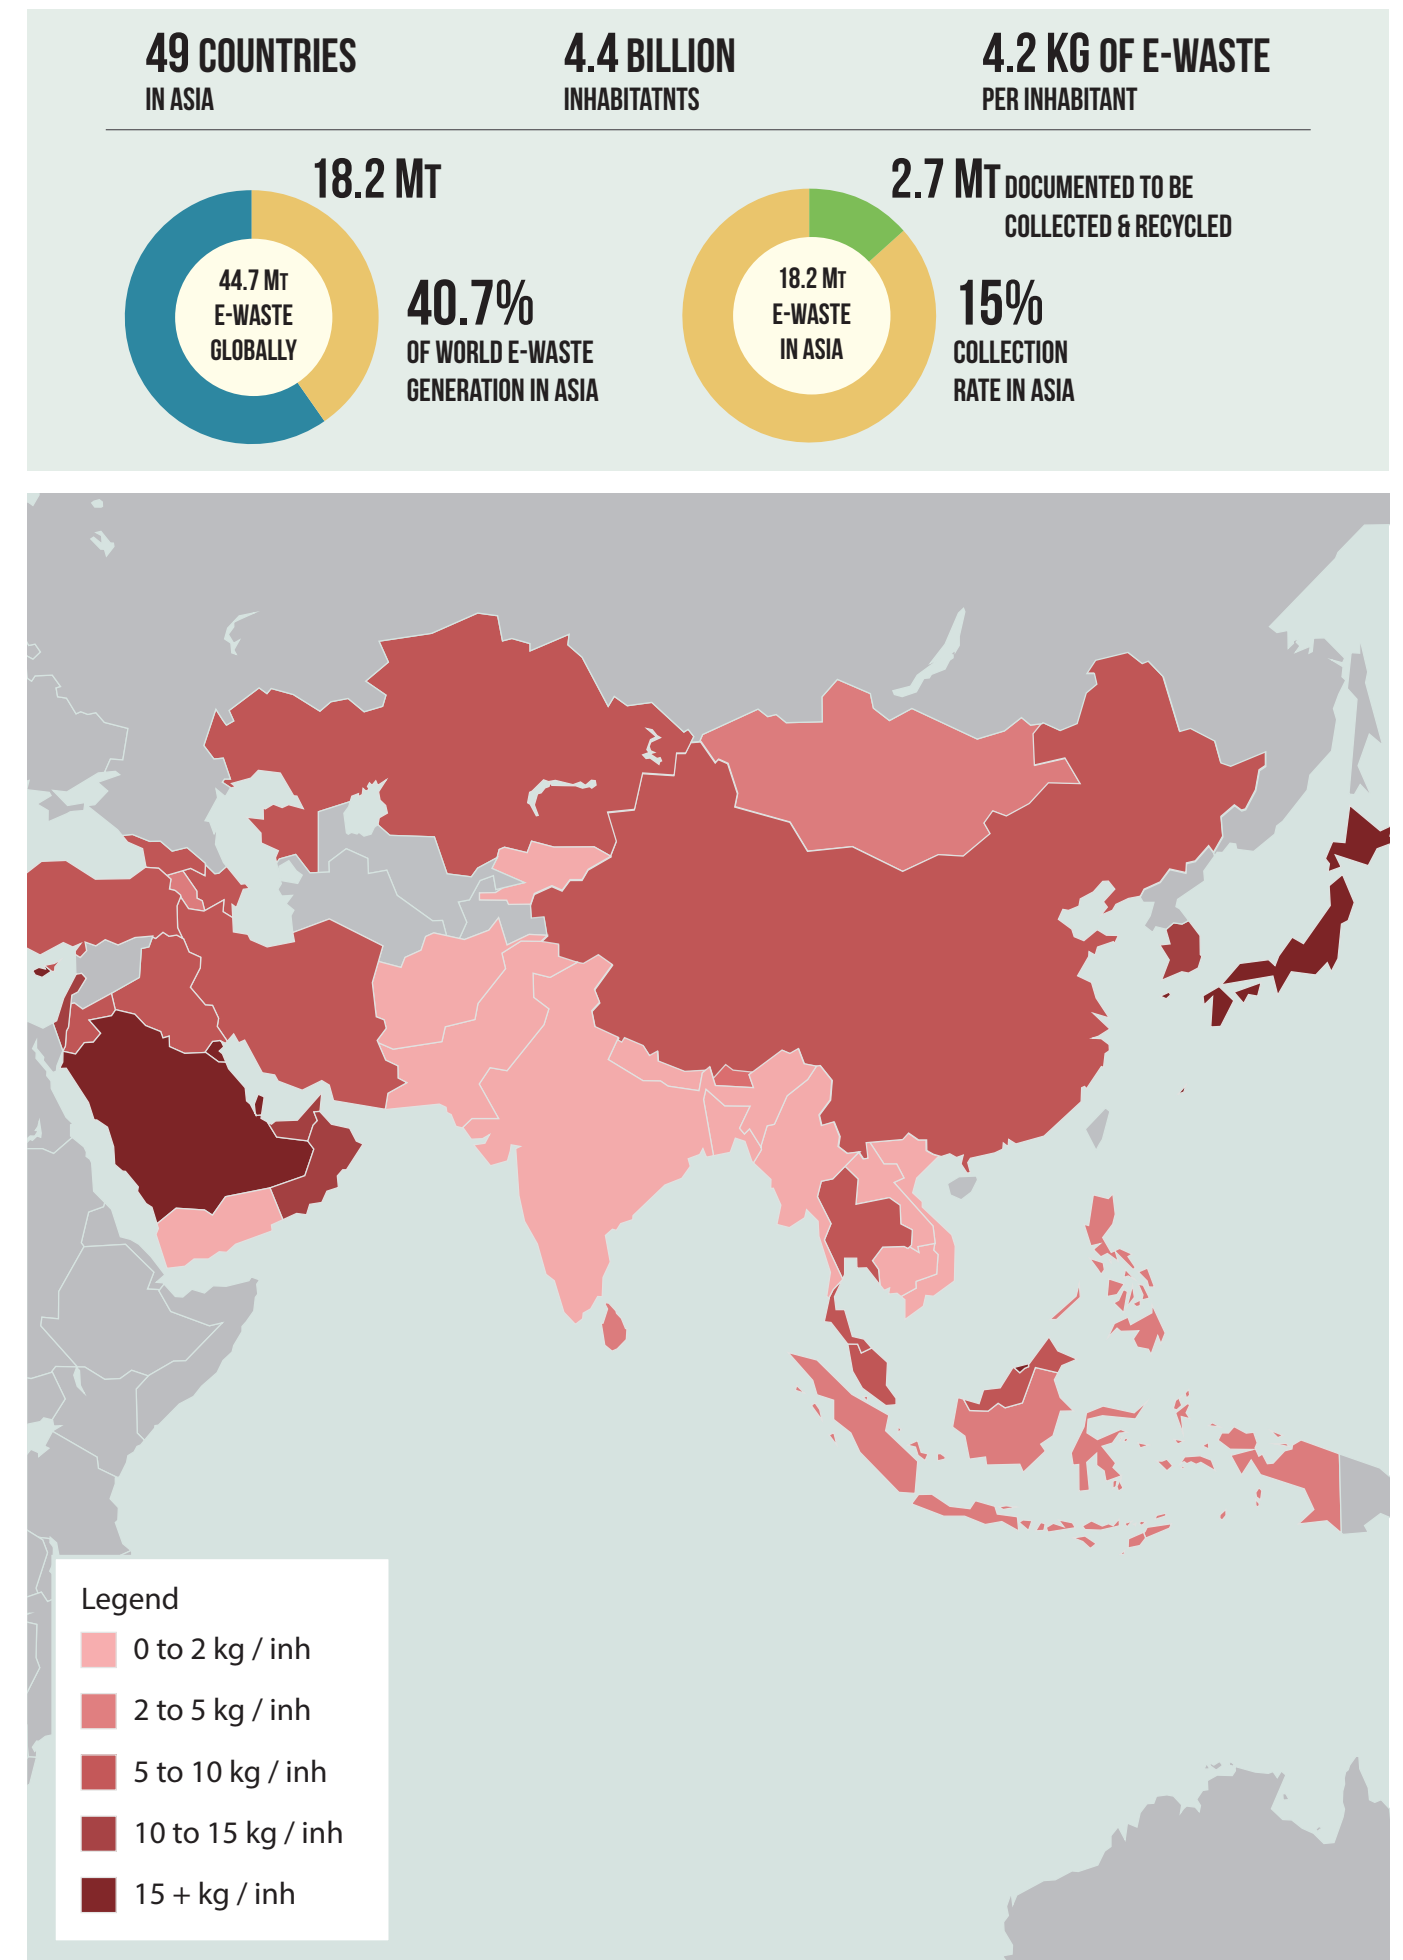 49 COUNTRIES
IN ASIA
4.4 BILLION
INHABITATNTS
4.2 KG OF E-WASTE
PER INHABITANT
18.2 MT
44.7 MT
E-WASTE
GLOBALLY
40.7%
OF WORLD E-WASTE
GENERATION IN ASIA
2.7 MT DOCUMENTED TO BE
COLLECTED & RECYCLED
18.2 MT
E-WASTE
IN ASIA
15%
COLLECTION
RATE IN ASIA
Legend
0 to 2 kg / inh
2 to 5 kg / inh
5 to 10 kg / inh
10 to 15 kg / inh
15 + kg / inh